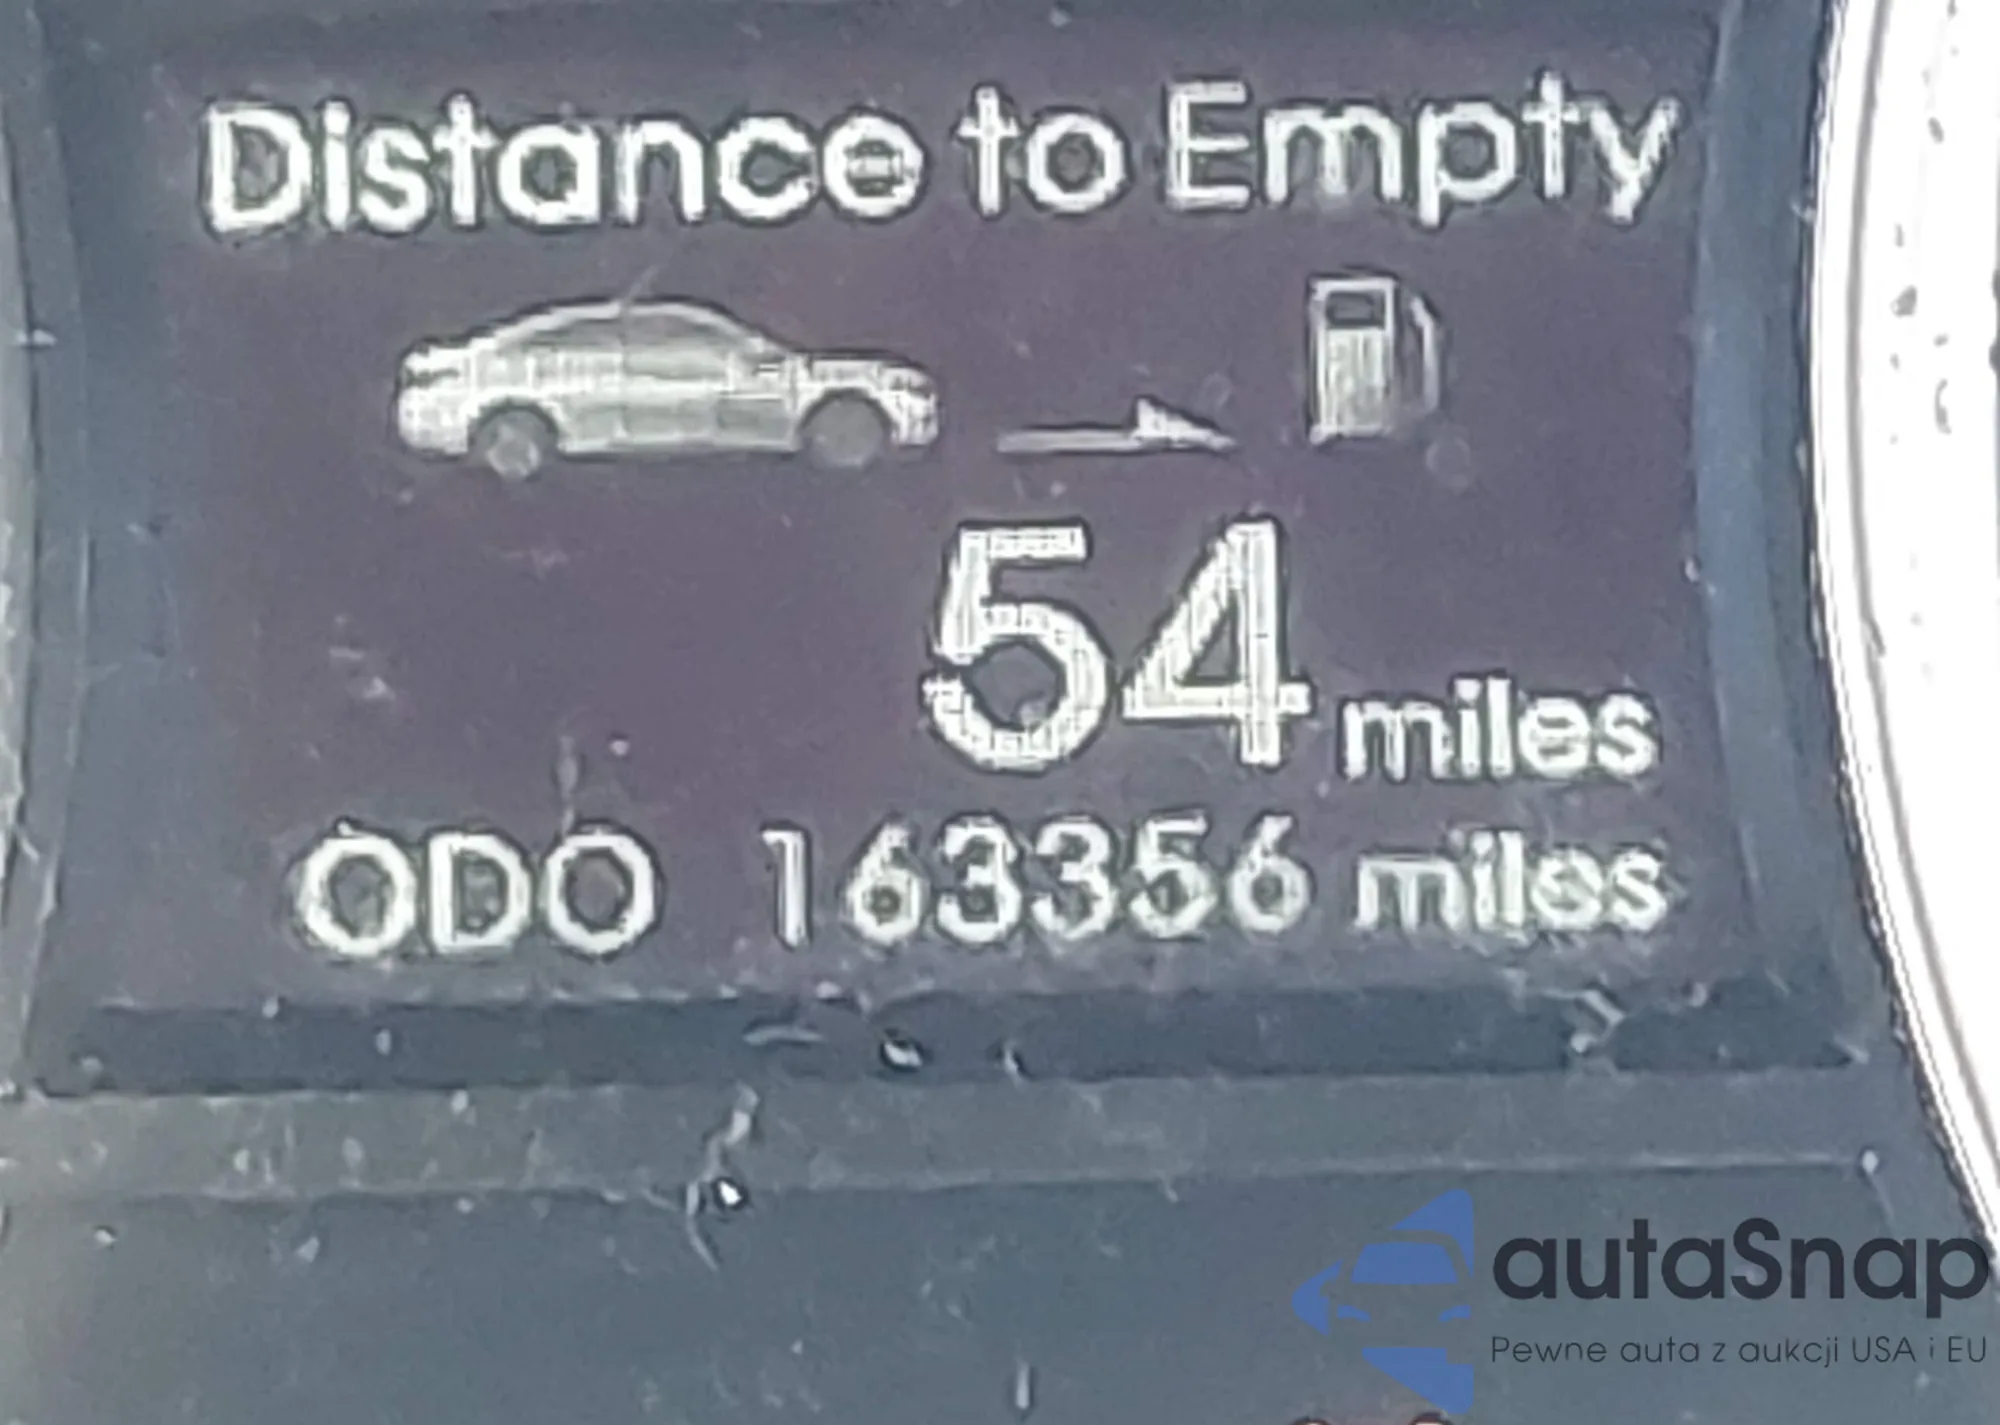 Distance to Empty
54 miles
ODO 163356 miles
autaSnap
Pewne auta z aukcji USA i EU